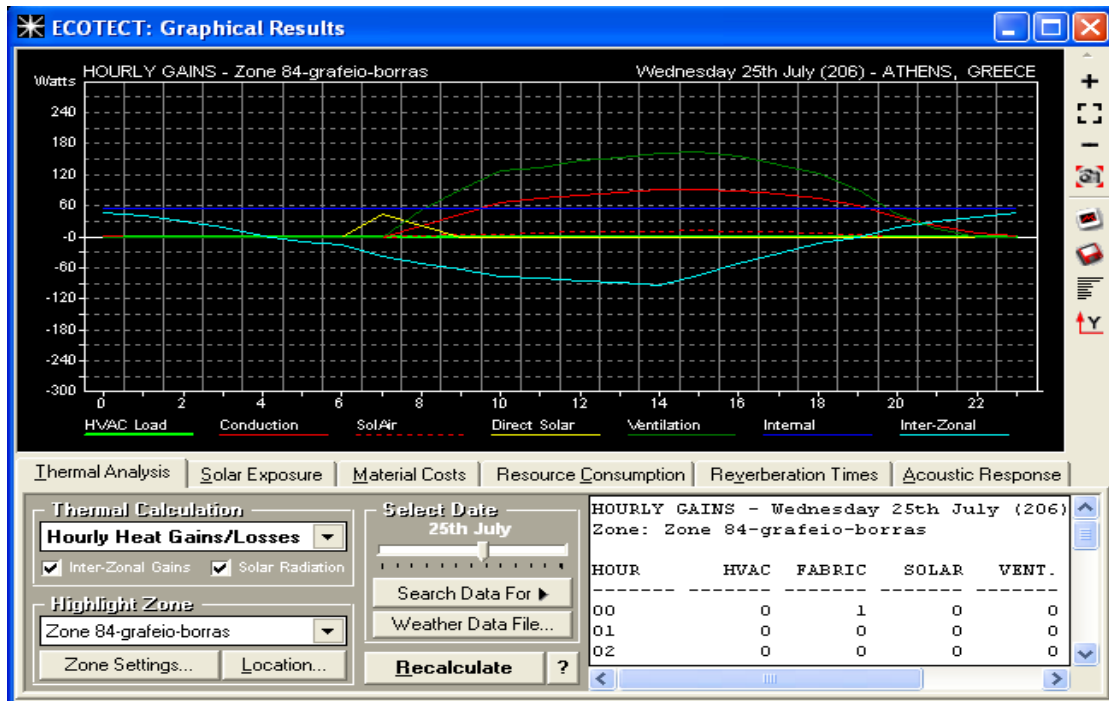 ECOTECT: Graphical Results
Watts HOURLY GAINS - Zone 84-grafeio-borras Wednesday 25th July (206) - ATHENS, GREECE
240
180
120
60
-0
-60
-120
-180
-240
-300
0 2 4 6 8 10 12 14 16 18 20 22
HVAC Load Conduction SolAir Direct Solar Ventilation Internal Inter-Zonal
Y
Thermal Analysis Solar Exposure Material Costs Resource Consumption Reverberation Times Acoustic Response
Thermal Calculation
Hourly Heat Gains/Losses
Inter-Zonal Gains Solar Radiation
Highlight Zone
Zone 84-grafeio-borras
Zone Settings... Location...
Select Date
25th July
Search Data For
Weather Data File...
Recalculate ?
HOURLY GAINS - Wednesday 25th July (206)
Zone: Zone 84-grafeio-borras
HOUR HVAC FABRIC SOLAR VENT.
------- ------- ------- ------- -------
00 0 1 0 0
01 0 0 0 0
02 0 0 0 0